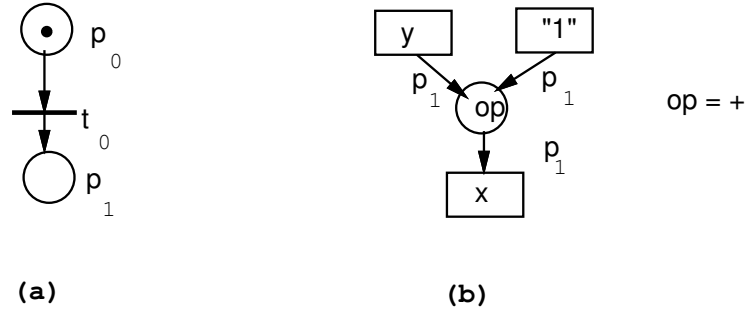 p0
t0
p1
(a)
y "1"
p1 p1
op
op = +
p1
x
(b)